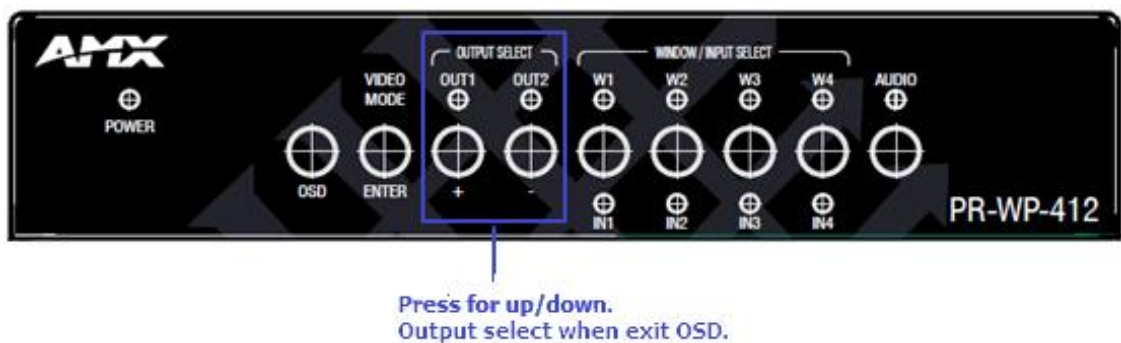 AMX
OUTPUT SELECT
WINDOW / INPUT SELECT
VIDEO MODE
OUT1
OUT2
W1
W2
W3
W4
AUDIO
POWER
OSD
ENTER
+
-
IN1
IN2
IN3
IN4
PR-WP-412
Press for up/down.
Output select when exit OSD.